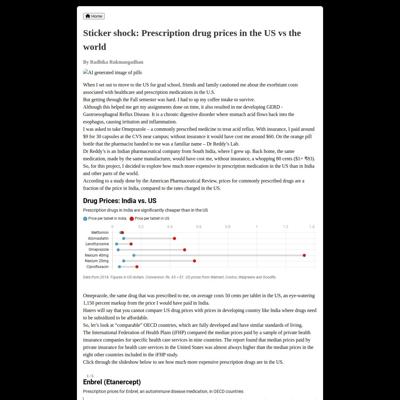 Home
Sticker shock: Prescription drug prices in the US vs the
world
By Radhika Rukmangadhan
AI generated image of pills
When I set out to move to the US for grad school, friends and family cautioned me about the exorbitant costs
associated with healthcare and prescription medications in the U.S.
But getting through the Fall semester was hard. I had to up my coffee intake to survive.
Although this helped me get my assignments done on time, it also resulted in me developing GERD -
Gastroesophageal Reflux Disease. It is a chronic digestive disorder where stomach acid flows back into the
esophagus, causing irritation and inflammation.
I was asked to take Omeprazole – a commonly prescribed medicine to treat acid reflux. With insurance, I paid around
$9 for 30 capsules at the CVS near campus; without insurance it would have cost me around $60. On the orange pill
bottle that the pharmacist handed to me was a familiar name – Dr Reddy's Lab.
Dr Reddy's is an Indian pharmaceutical company from South India, where I grew up. Back home, the same
medication, made by the same manufacturer, would have cost me, without insurance, a whopping 80 cents ($1= ₹83).
So, for this project, I decided to explore how much more expensive in prescription medication in the US than in India
and other parts of the world.
According to a study done by the American Pharmaceutical Review, prices for commonly prescribed drugs are a
fraction of the price in India, compared to the rates charged in the US.
Drug Prices: India vs. US
Prescription drugs in India are significantly cheaper than in the US
Price per tablet in India Price per tablet in US
Metformin
Atorvastatin
Levothyroxine
Omeprazole
Nexium 40mg
Nexium 20mg
Ciprofloxacin
Omeprazole, the same drug that was prescribed to me, on average costs 50 cents per tablet in the US, an eye-watering
1,150 percent markup from the price I would have paid in India.
Haters will say you cannot compare US drug prices with prices in developing country like India where drugs need
to be subsidized to be affordable.
So, let's look at "comparable" OECD countries, which are fully developed and have similar standards of living.
The International Federation of Health Plans (iFHP) compared the median prices paid by a sample of private health
insurance companies for specific health care services in nine countries. The report found that median prices paid by
private insurance for health care services in the United States was almost always higher than the median prices in the
eight other countries included in the iFHP study.
Click through the slideshow below to see how much more expensive prescription drugs are in the US.
Enbrel (Etanercept)
Prescription prices for Enbrel, an autoimmune disease medication, in OECD countries